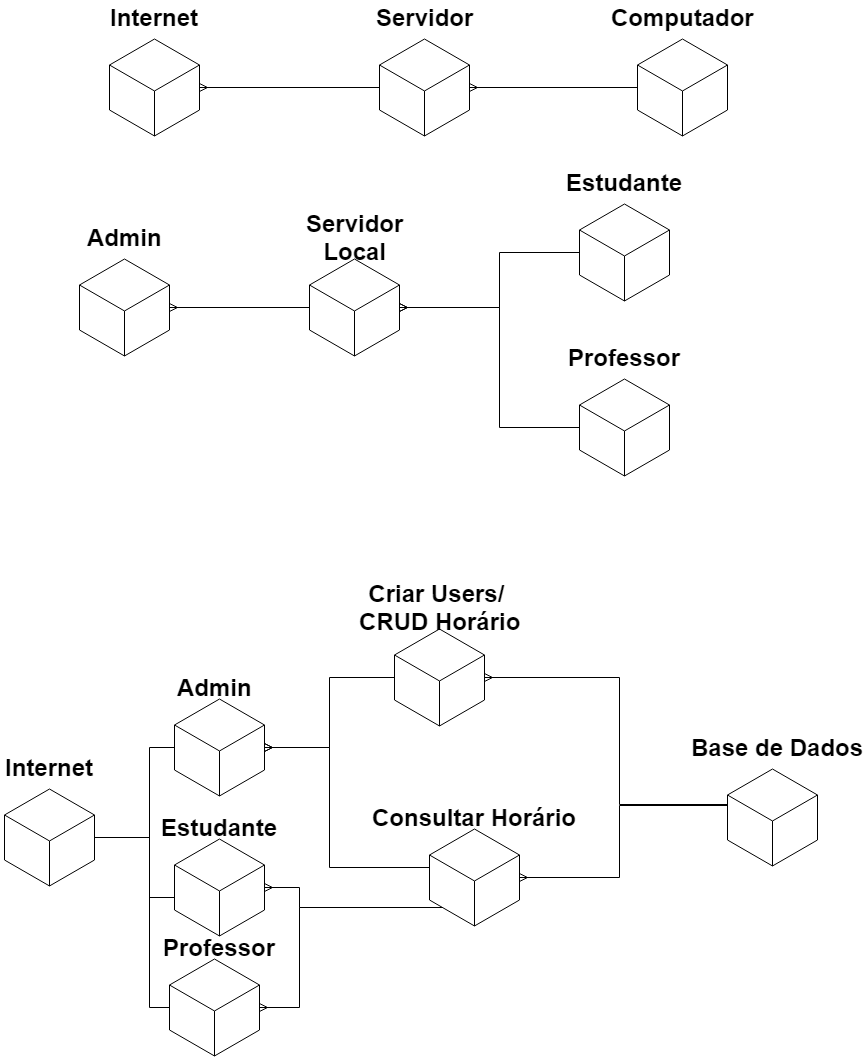 Internet
Servidor
Computador
Estudante
Servidor
Local
Admin
Professor
Criar Users/
CRUD Horário
Admin
Base de Dados
Internet
Consultar Horário
Estudante
Professor